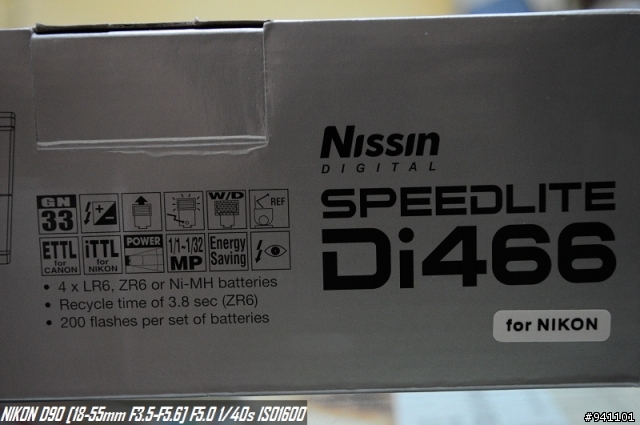 Nissin
DIGITAL
SPEEDLITE
Di466
for NIKON
GN
33
W/D
REF
ETTL
for
CANON
iTTL
for
NIKON
POWER
1/1~1/32
MP
Energy
Saving
• 4 x LR6, ZR6 or Ni-MH batteries
• Recycle time of 3.8 sec (ZR6)
• 200 flashes per set of batteries
NIKON D90 [18-55mm F3.5-F5.6] F5.0 1/40s ISO1600
#941101